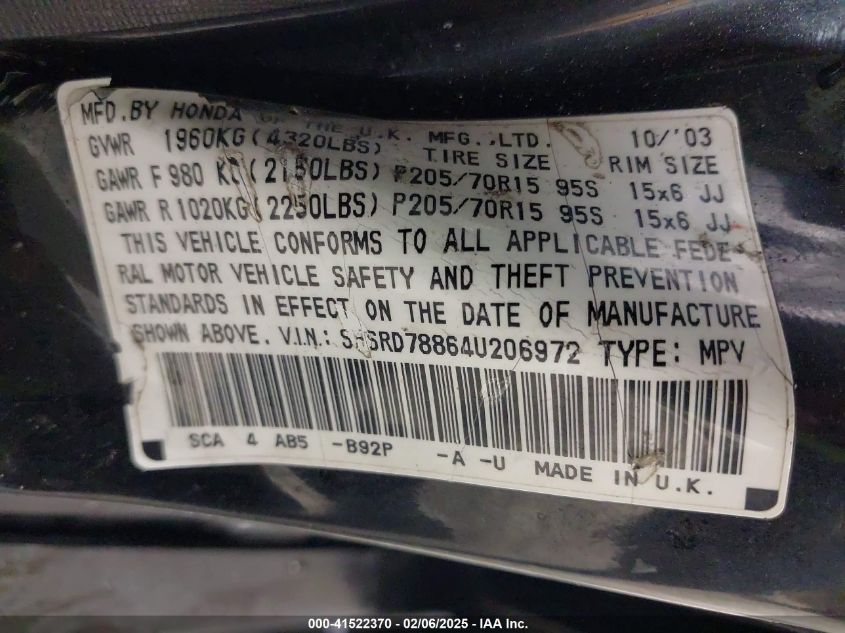 MFD.BY HONDA OF THE U.K. MFG.,LTD. 10/'03
GVWR 1960KG(4320LBS) TIRE SIZE RIM SIZE
GAWR F 980 KG(2150LBS) P205/70R15 95S 15x6 JJ
GAWR R 1020KG(2250LBS) P205/70R15 95S 15x6 JJ
THIS VEHICLE CONFORMS TO ALL APPLICABLE FEDE-
RAL MOTOR VEHICLE SAFETY AND THEFT PREVENTION
STANDARDS IN EFFECT ON THE DATE OF MANUFACTURE
SHOWN ABOVE. V.I.N.: SHSRD78864U206972 TYPE: MPV
SCA 4 AB5 -B92P -A -U MADE IN U.K.
000-41522370 - 02/06/2025 - IAA Inc.